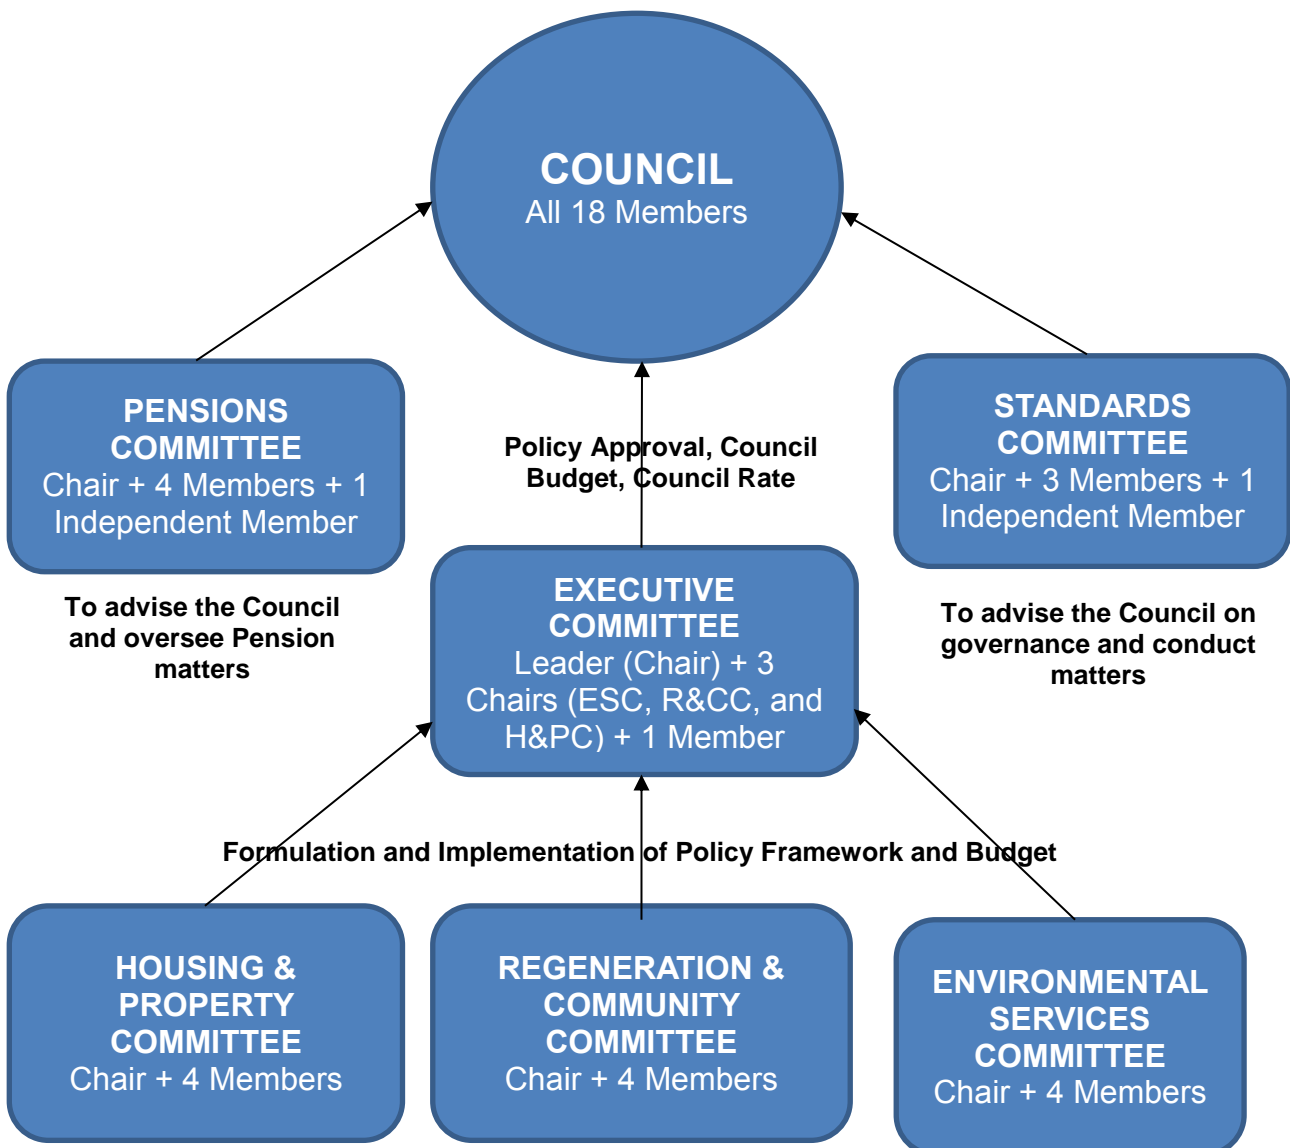 COUNCIL
All 18 Members
PENSIONS
COMMITTEE
Chair + 4 Members + 1
Independent Member
Policy Approval, Council
Budget, Council Rate
STANDARDS
COMMITTEE
Chair + 3 Members + 1
Independent Member
To advise the Council
and oversee Pension
matters
EXECUTIVE
COMMITTEE
Leader (Chair) + 3
Chairs (ESC, R&CC, and
H&PC) + 1 Member
To advise the Council on
governance and conduct
matters
Formulation and Implementation of Policy Framework and Budget
HOUSING &
PROPERTY
COMMITTEE
Chair + 4 Members
REGENERATION &
COMMUNITY
COMMITTEE
Chair + 4 Members
ENVIRONMENTAL
SERVICES
COMMITTEE
Chair + 4 Members